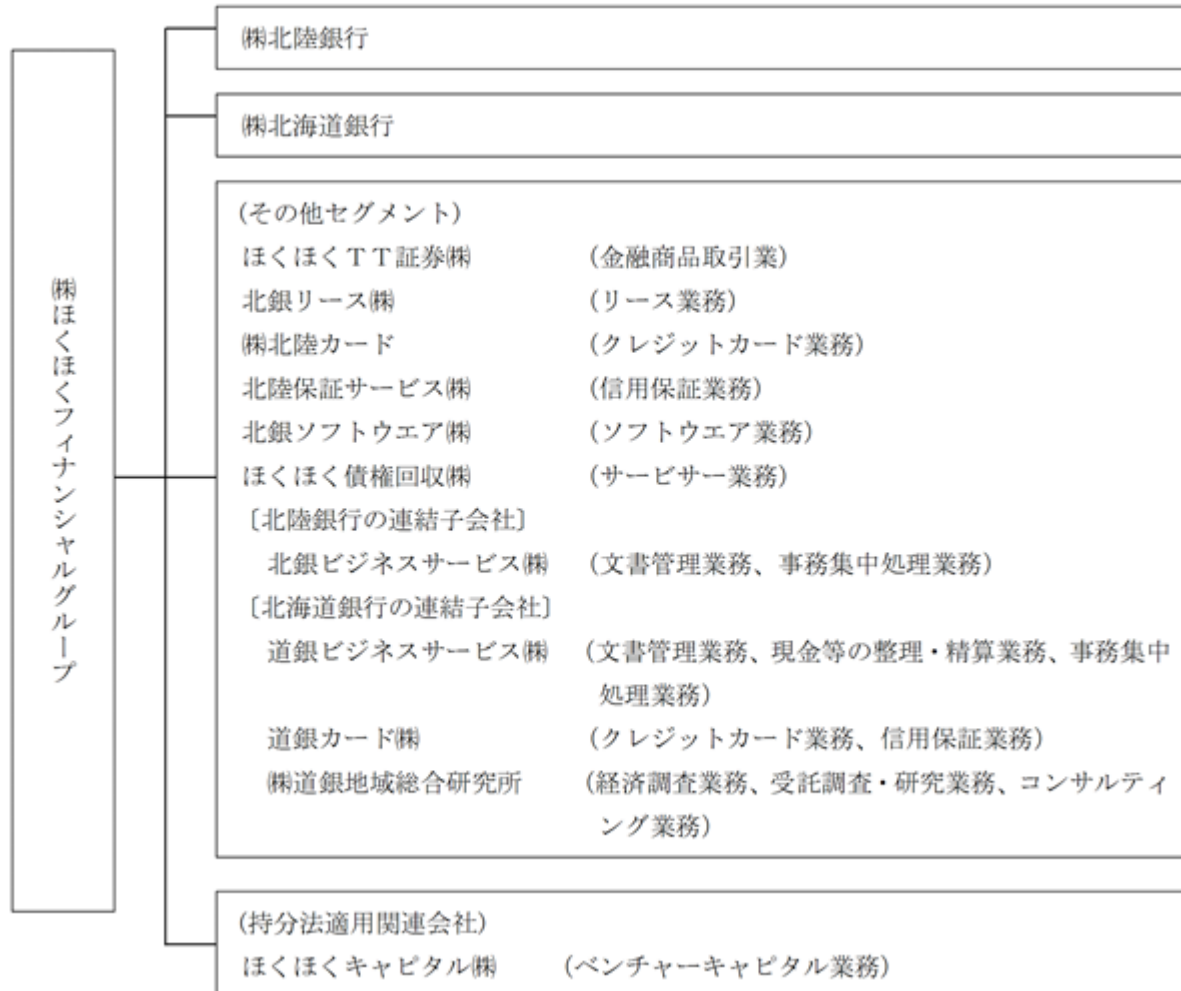 ㈱ほくほくフィナンシャルグループ
㈱北陸銀行
㈱北海道銀行
(その他セグメント)
ほくほくＴＴ証券㈱ (金融商品取引業)
北銀リース㈱ (リース業務)
㈱北陸カード (クレジットカード業務)
北陸保証サービス㈱ (信用保証業務)
北銀ソフトウエア㈱ (ソフトウエア業務)
ほくほく債権回収㈱ (サービサー業務)
〔北陸銀行の連結子会社〕
北銀ビジネスサービス㈱ (文書管理業務、事務集中処理業務)
〔北海道銀行の連結子会社〕
道銀ビジネスサービス㈱ (文書管理業務、現金等の整理・精算業務、事務集中
処理業務)
道銀カード㈱ (クレジットカード業務、信用保証業務)
㈱道銀地域総合研究所 (経済調査業務、受託調査・研究業務、コンサルティ
ング業務)
(持分法適用関連会社)
ほくほくキャピタル㈱ (ベンチャーキャピタル業務)